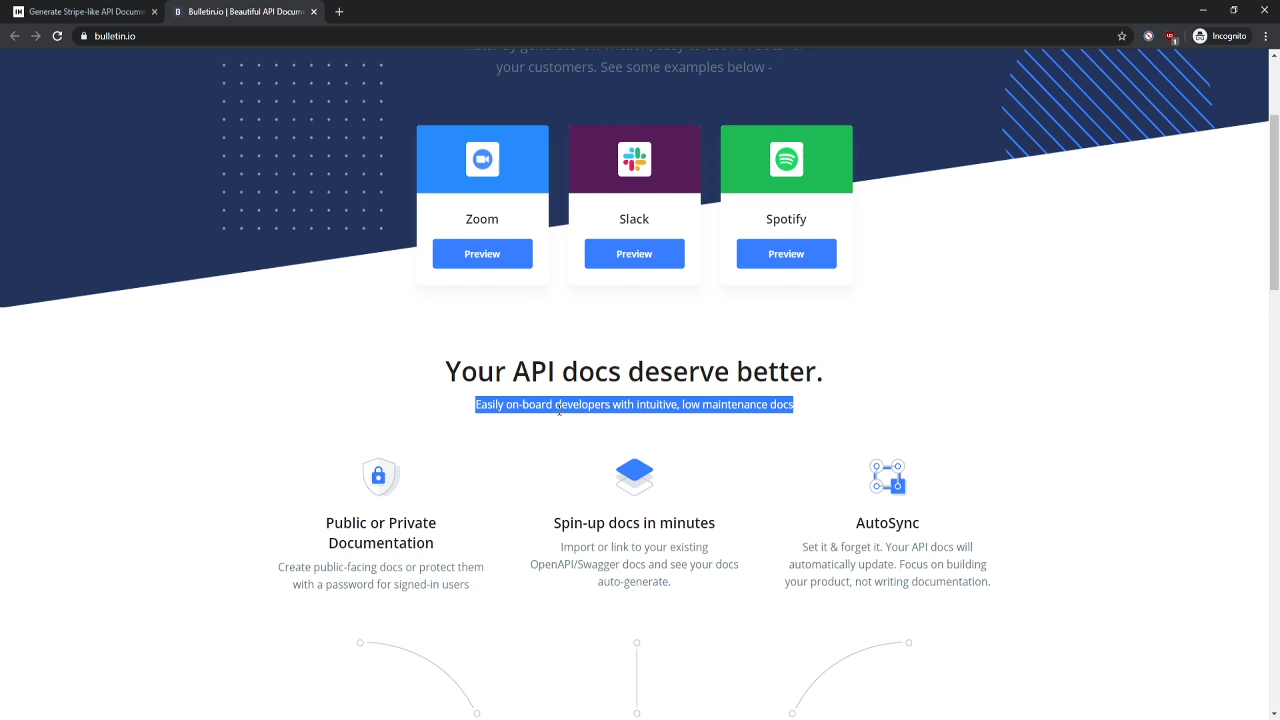 Generate Stripe-like API Docume
Bulletin.io | Beautiful API Docum
bulletin.io
Incognito
your customers. See some examples below -
Zoom
Slack
Spotify
Preview
Preview
Preview
Your API docs deserve better.
Easily on-board developers with intuitive, low maintenance docs
Public or Private
Documentation
Create public-facing docs or protect them
with a password for signed-in users
Spin-up docs in minutes
Import or link to your existing
OpenAPI/Swagger docs and see your docs
auto-generate.
AutoSync
Set it & forget it. Your API docs will
automatically update. Focus on building
your product, not writing documentation.